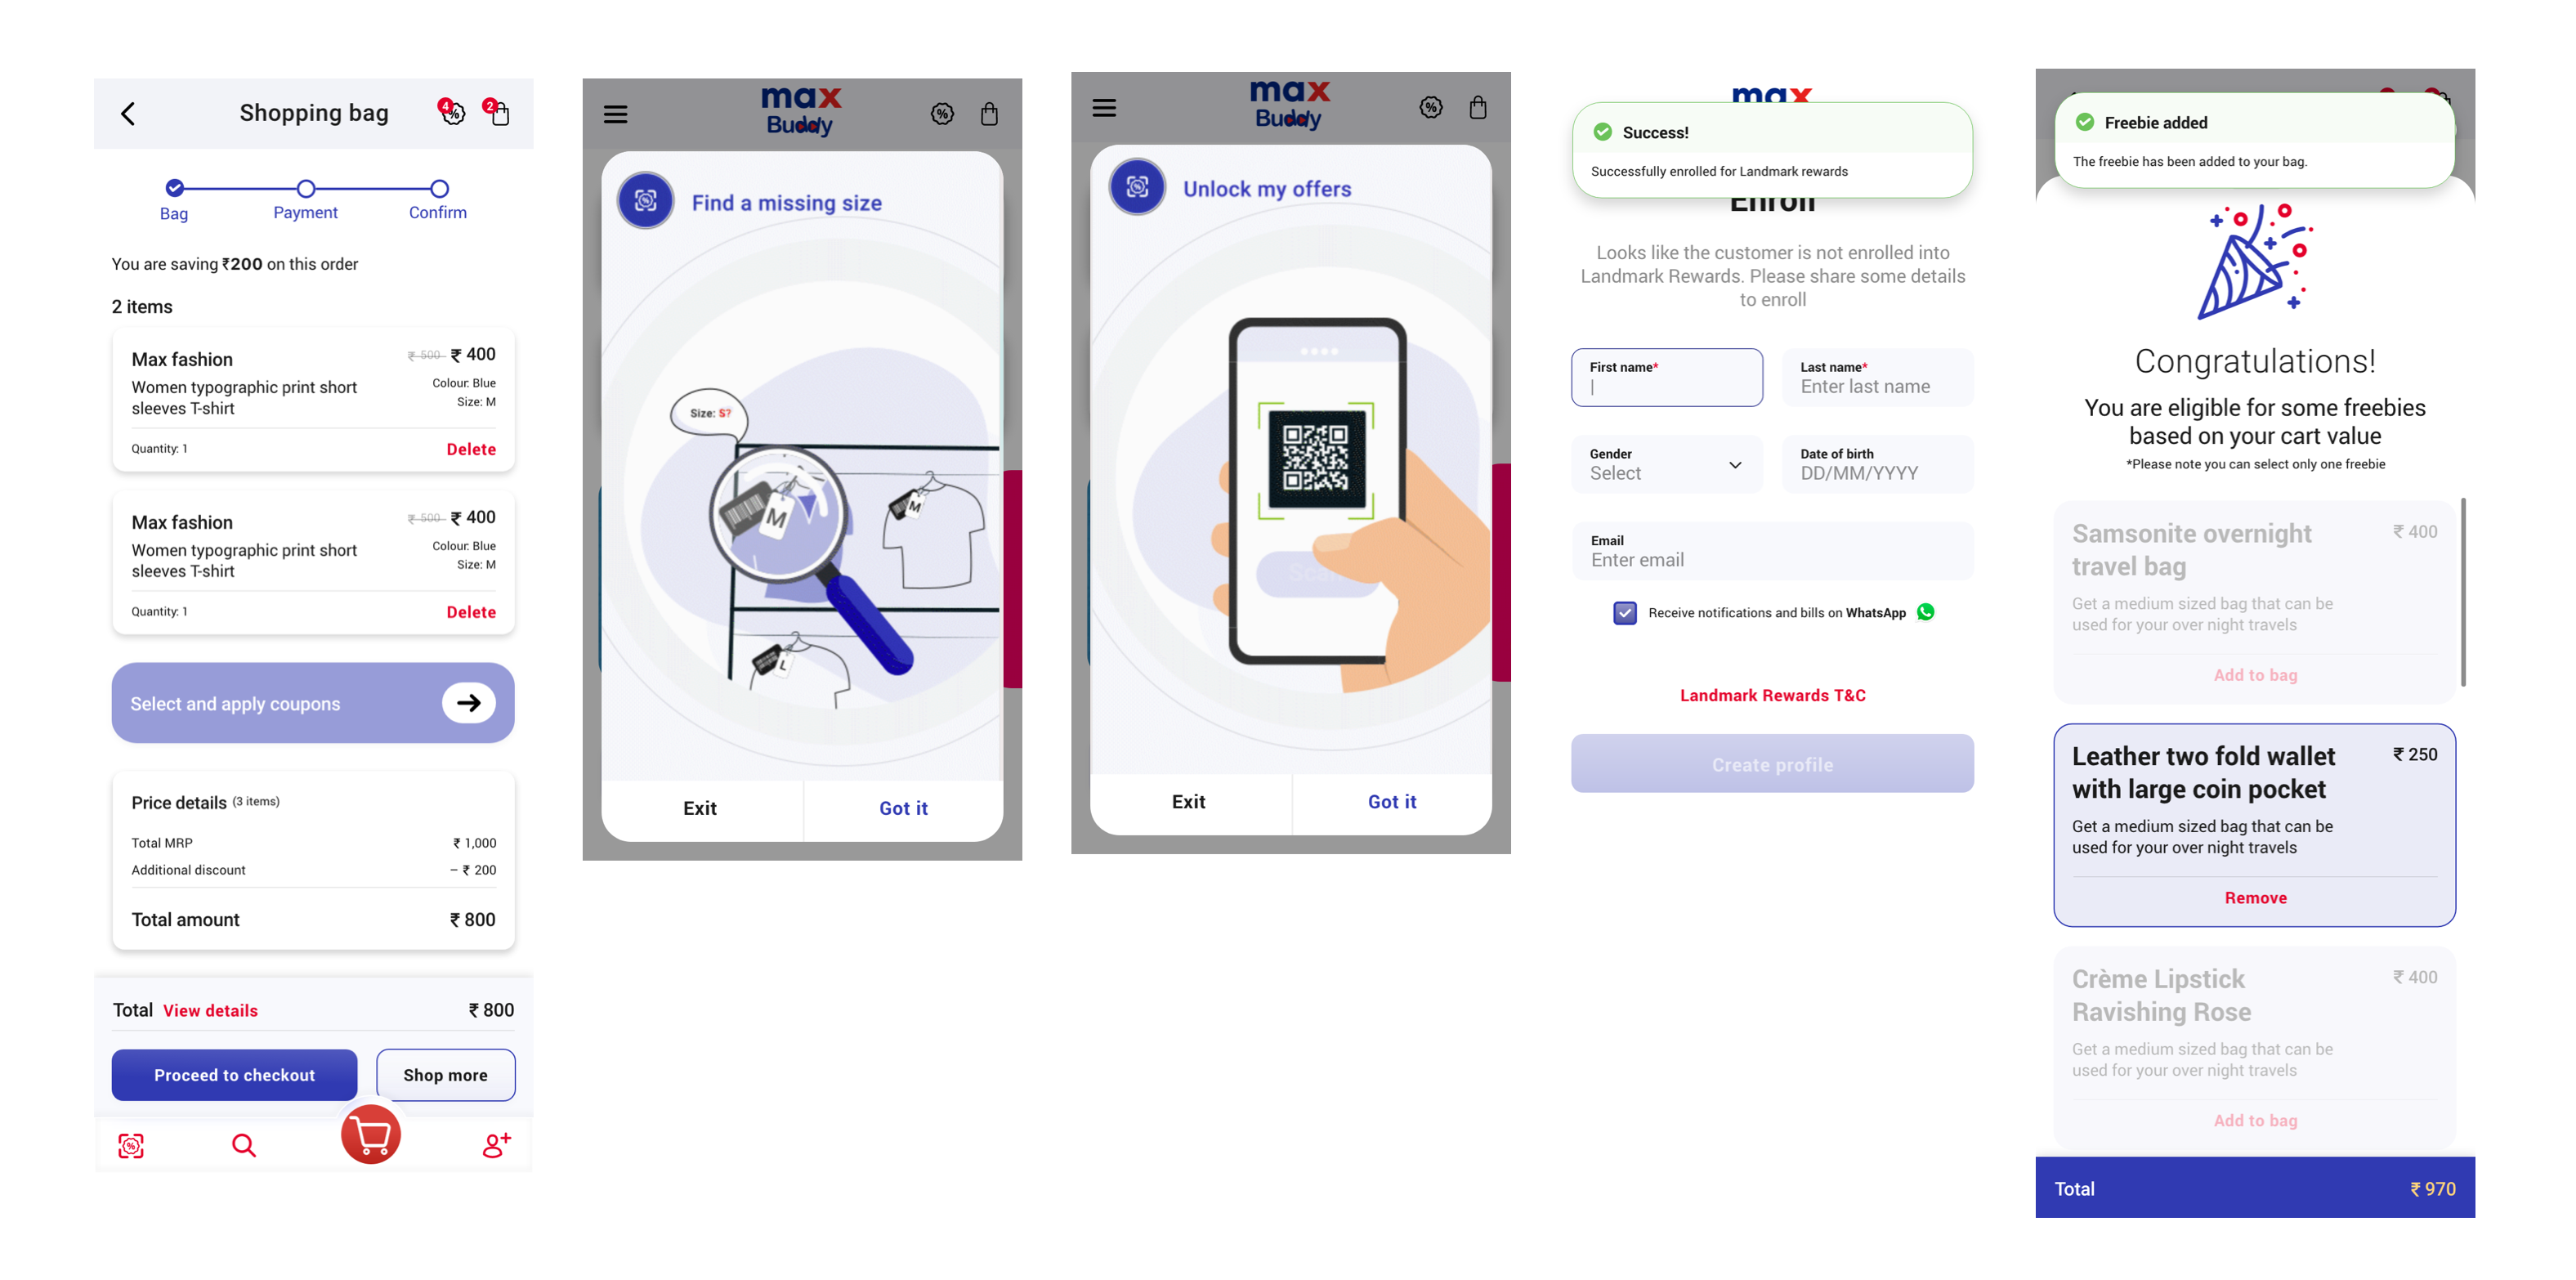 Shopping bag
4
2
Bag
Payment
Confirm
You are saving ₹200 on this order
2 items
Max fashion
₹ 500 ₹ 400
Women typographic print short
sleeves T-shirt
Colour: Blue
Size: M
Quantity: 1
Delete
Max fashion
₹ 500 ₹ 400
Women typographic print short
sleeves T-shirt
Colour: Blue
Size: M
Quantity: 1
Delete
Select and apply coupons
Price details (3 items)
Total MRP
₹ 1,000
Additional discount
– ₹ 200
Total amount
₹ 800
Total View details
₹ 800
Proceed to checkout
Shop more
max
Buddy
Find a missing size
Size: S?
M
M
L
Exit
Got it
max
Buddy
Unlock my offers
Scan
Exit
Got it
max
Success!
Successfully enrolled for Landmark rewards
Enroll
Looks like the customer is not enrolled into
Landmark Rewards. Please share some details
to enroll
First name*
Last name*
Enter last name
Gender
Select
Date of birth
DD/MM/YYYY
Email
Enter email
Receive notifications and bills on WhatsApp
Landmark Rewards T&C
Create profile
Freebie added
The freebie has been added to your bag.
Congratulations!
You are eligible for some freebies
based on your cart value
*Please note you can select only one freebie
Samsonite overnight
travel bag
₹ 400
Get a medium sized bag that can be
used for your over night travels
Add to bag
Leather two fold wallet
with large coin pocket
₹ 250
Get a medium sized bag that can be
used for your over night travels
Remove
Crème Lipstick
Ravishing Rose
₹ 400
Get a medium sized bag that can be
used for your over night travels
Add to bag
Total
₹ 970